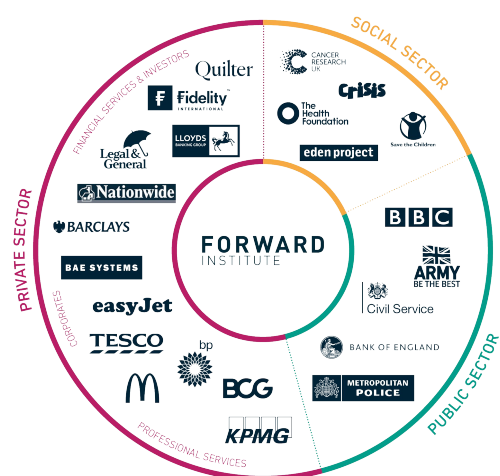 SOCIAL SECTOR
CANCER
RESEARCH
UK
CRISIS
The
Health
Foundation
Save the Children
eden project
PUBLIC SECTOR
BBC
ARMY
BE THE BEST
Civil Service
BANK OF ENGLAND
METROPOLITAN
POLICE
PRIVATE SECTOR
FINANCIAL SERVICES & INVESTORS
Quilter
Fidelity™
INTERNATIONAL
LLOYDS
BANKING GROUP
Legal &
General
Nationwide
BARCLAYS
BAE SYSTEMS
CORPORATES
easyJet
TESCO
bp
M
BCG
KPMG
PROFESSIONAL SERVICES
FORWARD
INSTITUTE